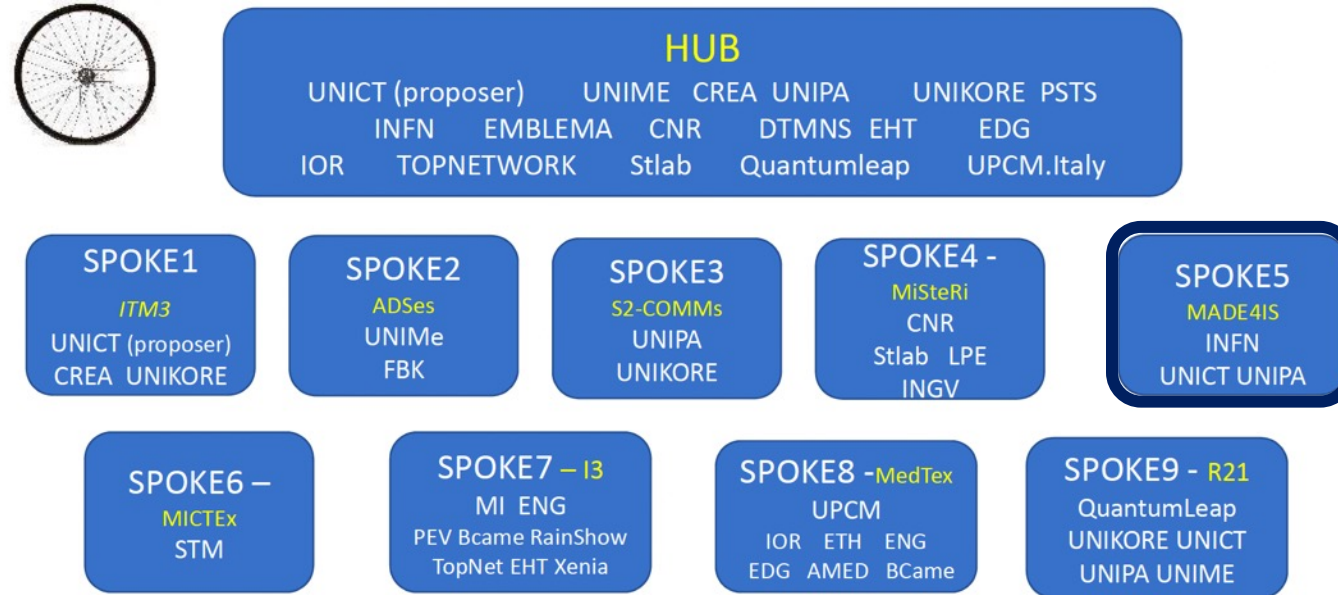 HUB
UNICT (proposer) UNIME CREA UNIPA UNIKORE PSTS
INFN EMBLEMA CNR DTMNS EHT EDG
IOR TOPNETWORK Stlab Quantumleap UPCM.Italy
SPOKE1
ITM3
UNICT (proposer)
CREA UNIKORE
SPOKE2
ADSes
UNIMe
FBK
SPOKE3
S2-COMMs
UNIPA
UNIKORE
SPOKE4 -
MiSteRi
CNR
Stlab LPE
INGV
SPOKE5
MADE4IS
INFN
UNICT UNIPA
SPOKE6 –
MICTEx
STM
SPOKE7 – I3
MI ENG
PEV Bcame RainShow
TopNet EHT Xenia
SPOKE8 -MedTex
UPCM
IOR ETH ENG
EDG AMED BCame
SPOKE9 - R21
QuantumLeap
UNIKORE UNICT
UNIPA UNIME